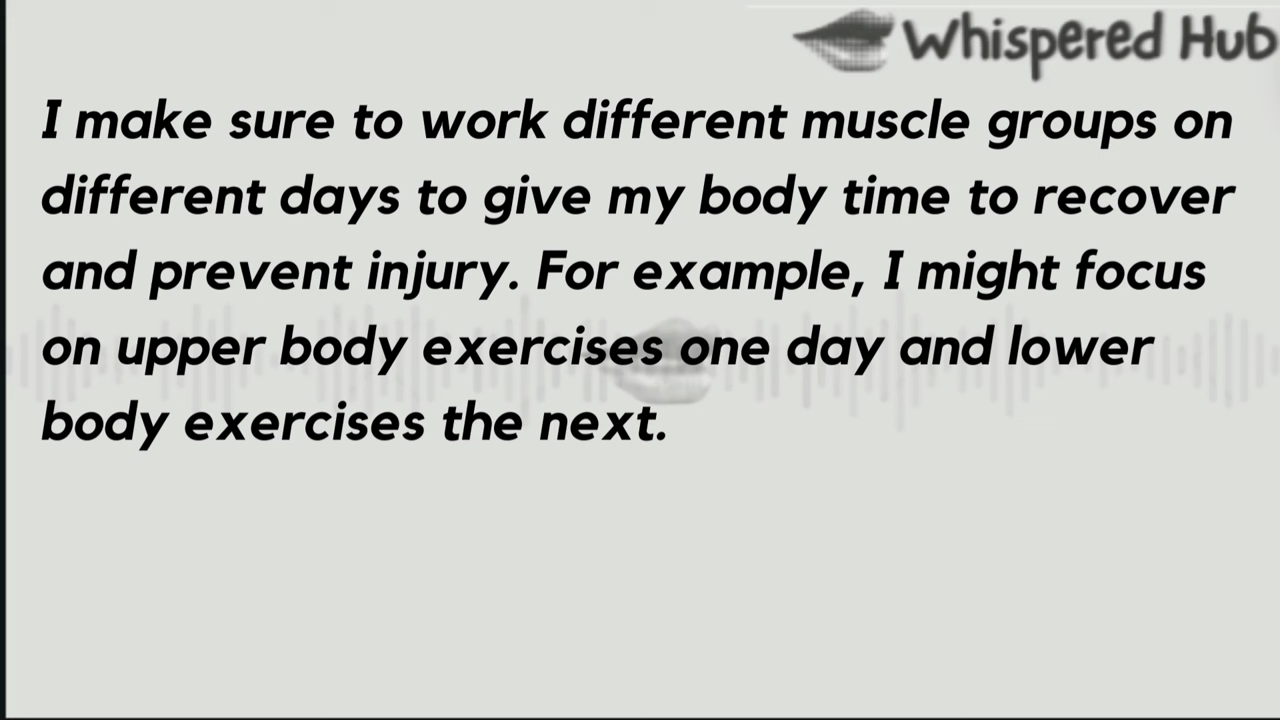 Whispered Hub
I make sure to work different muscle groups on
different days to give my body time to recover
and prevent injury. For example, I might focus
on upper body exercises one day and lower
body exercises the next.